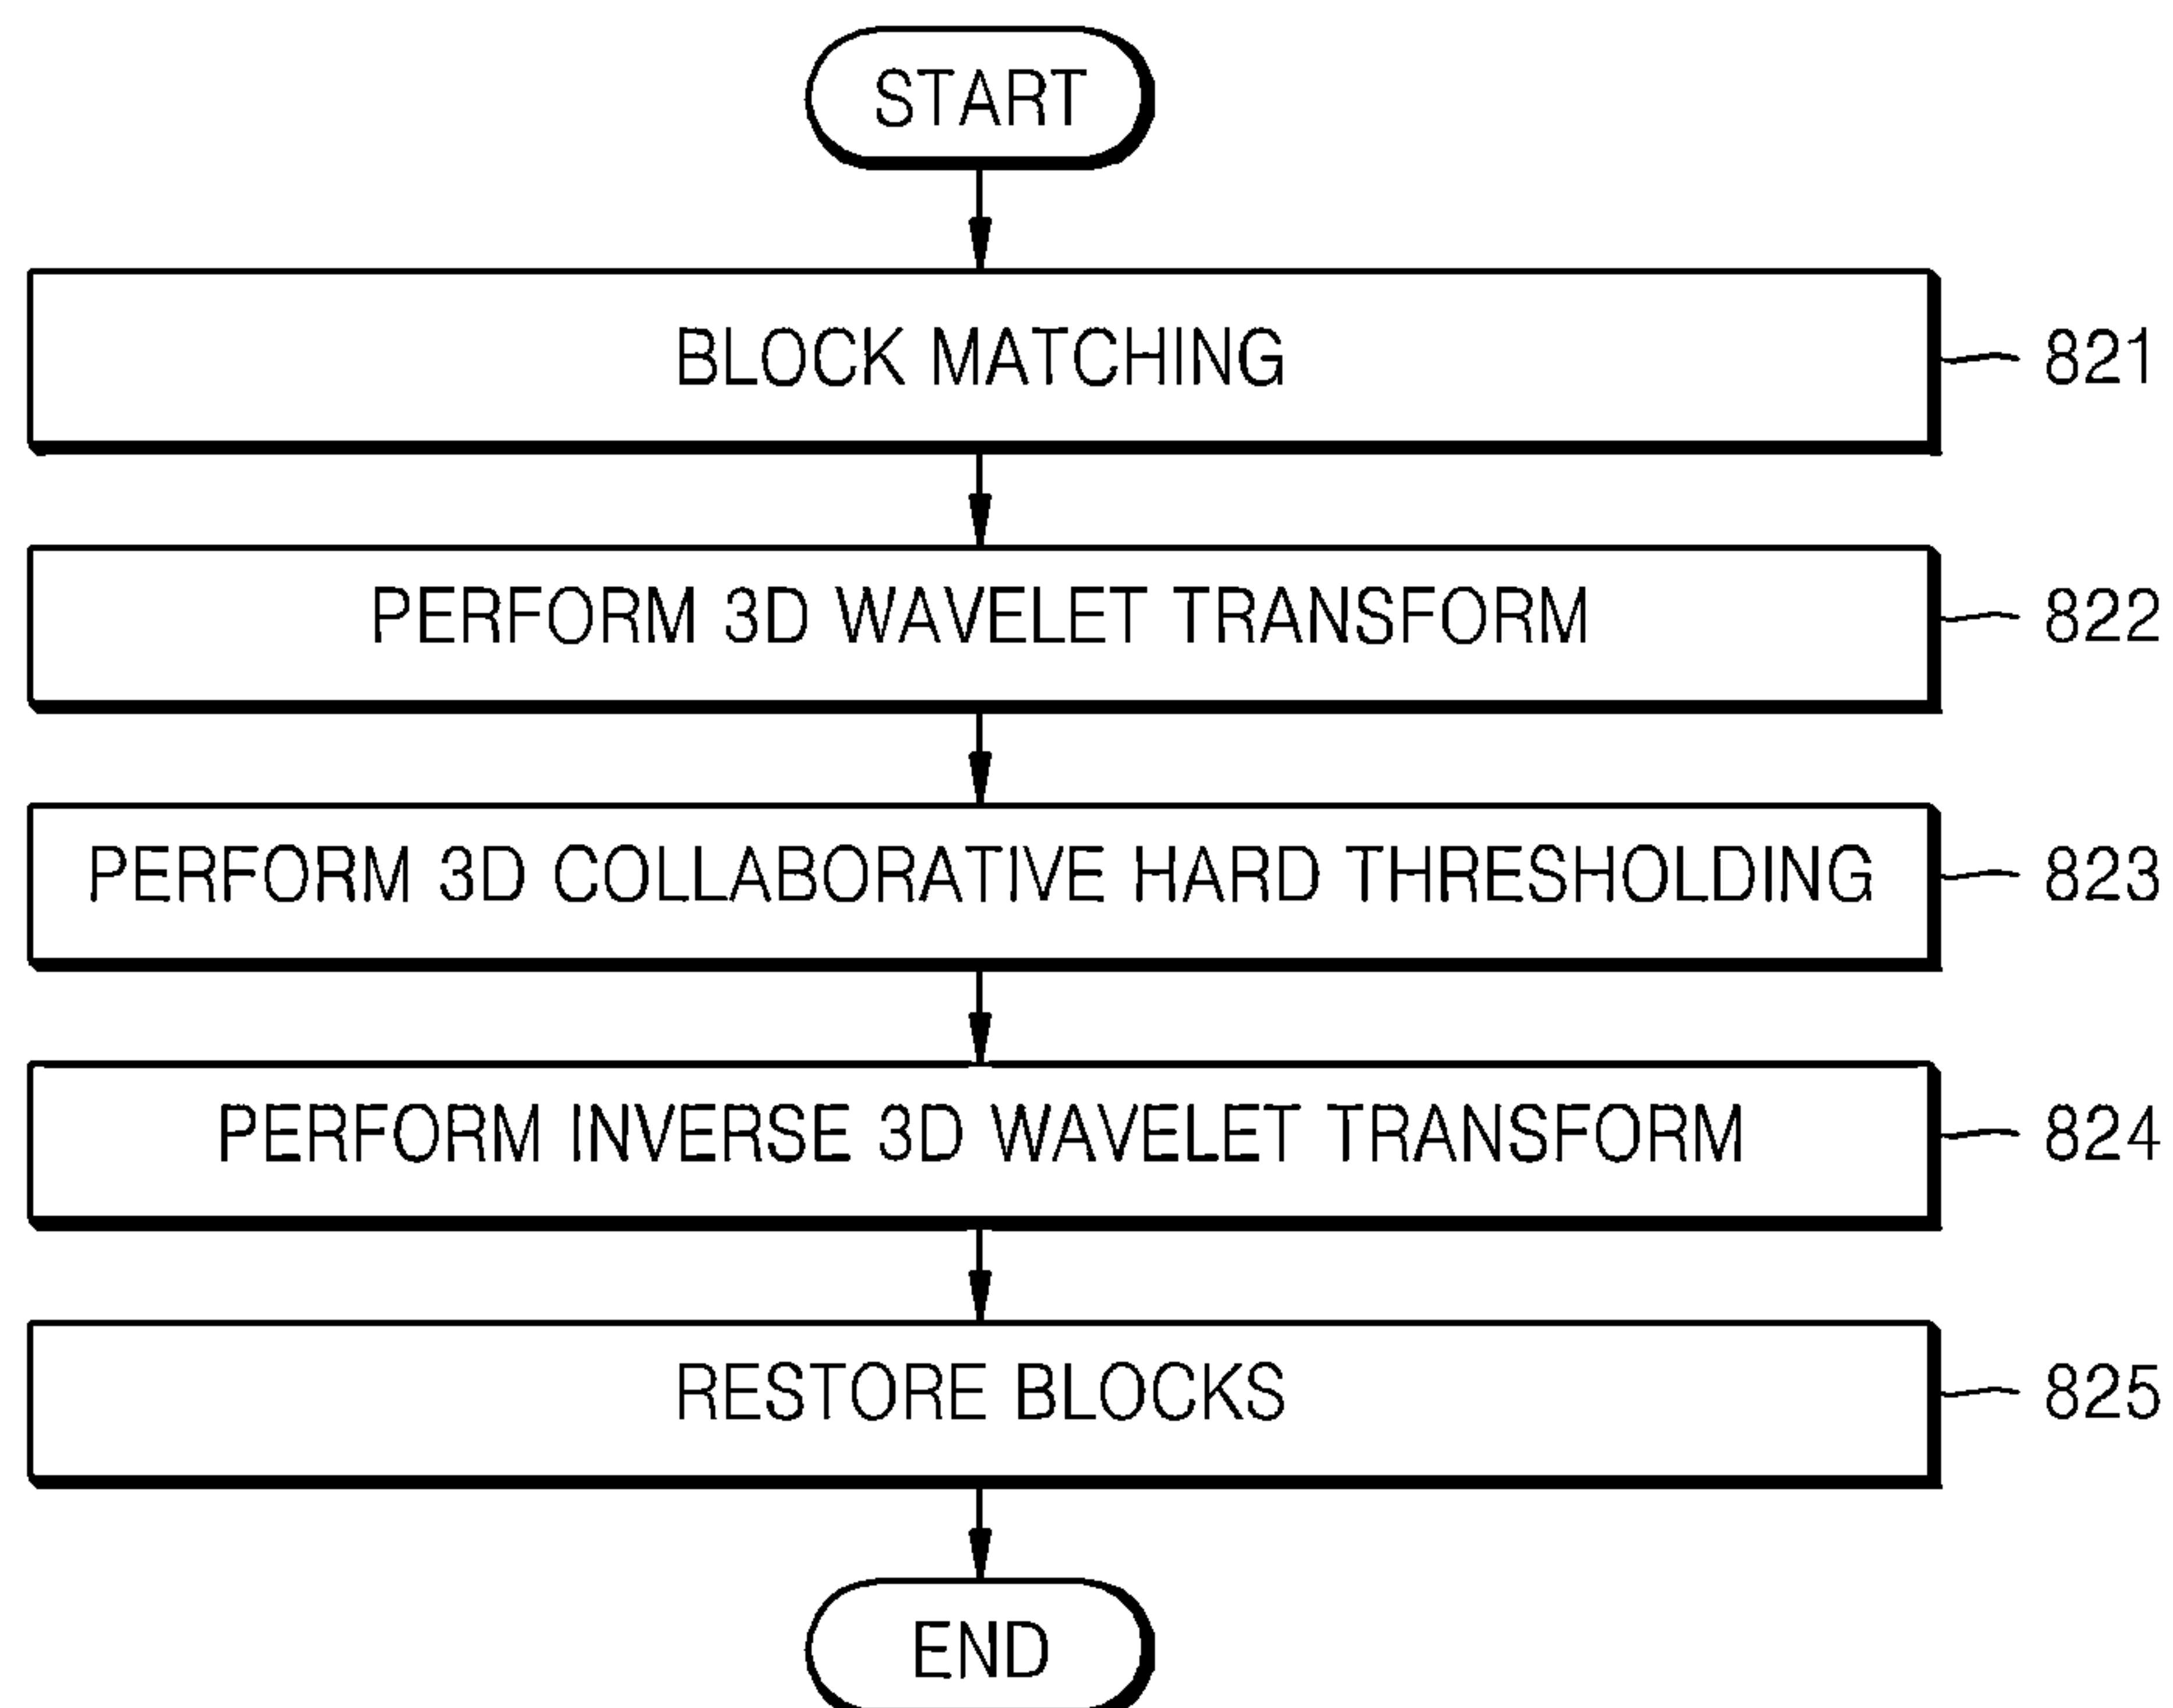 START
BLOCK MATCHING
821
PERFORM 3D WAVELET TRANSFORM
822
PERFORM 3D COLLABORATIVE HARD THRESHOLDING
823
PERFORM INVERSE 3D WAVELET TRANSFORM
824
RESTORE BLOCKS
825
END